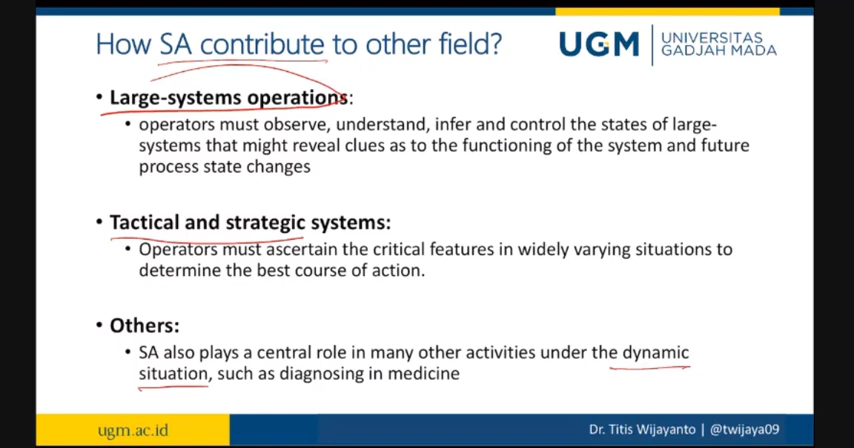 How SA contribute to other field?
UGM
UNIVERSITAS
GADJAH MADA
• Large-systems operations:
• operators must observe, understand, infer and control the states of large-
systems that might reveal clues as to the functioning of the system and future
process state changes
• Tactical and strategic systems:
• Operators must ascertain the critical features in widely varying situations to
determine the best course of action.
• Others:
• SA also plays a central role in many other activities under the dynamic
situation, such as diagnosing in medicine
ugm.ac.id
Dr. Titis Wijayanto | @twijaya09